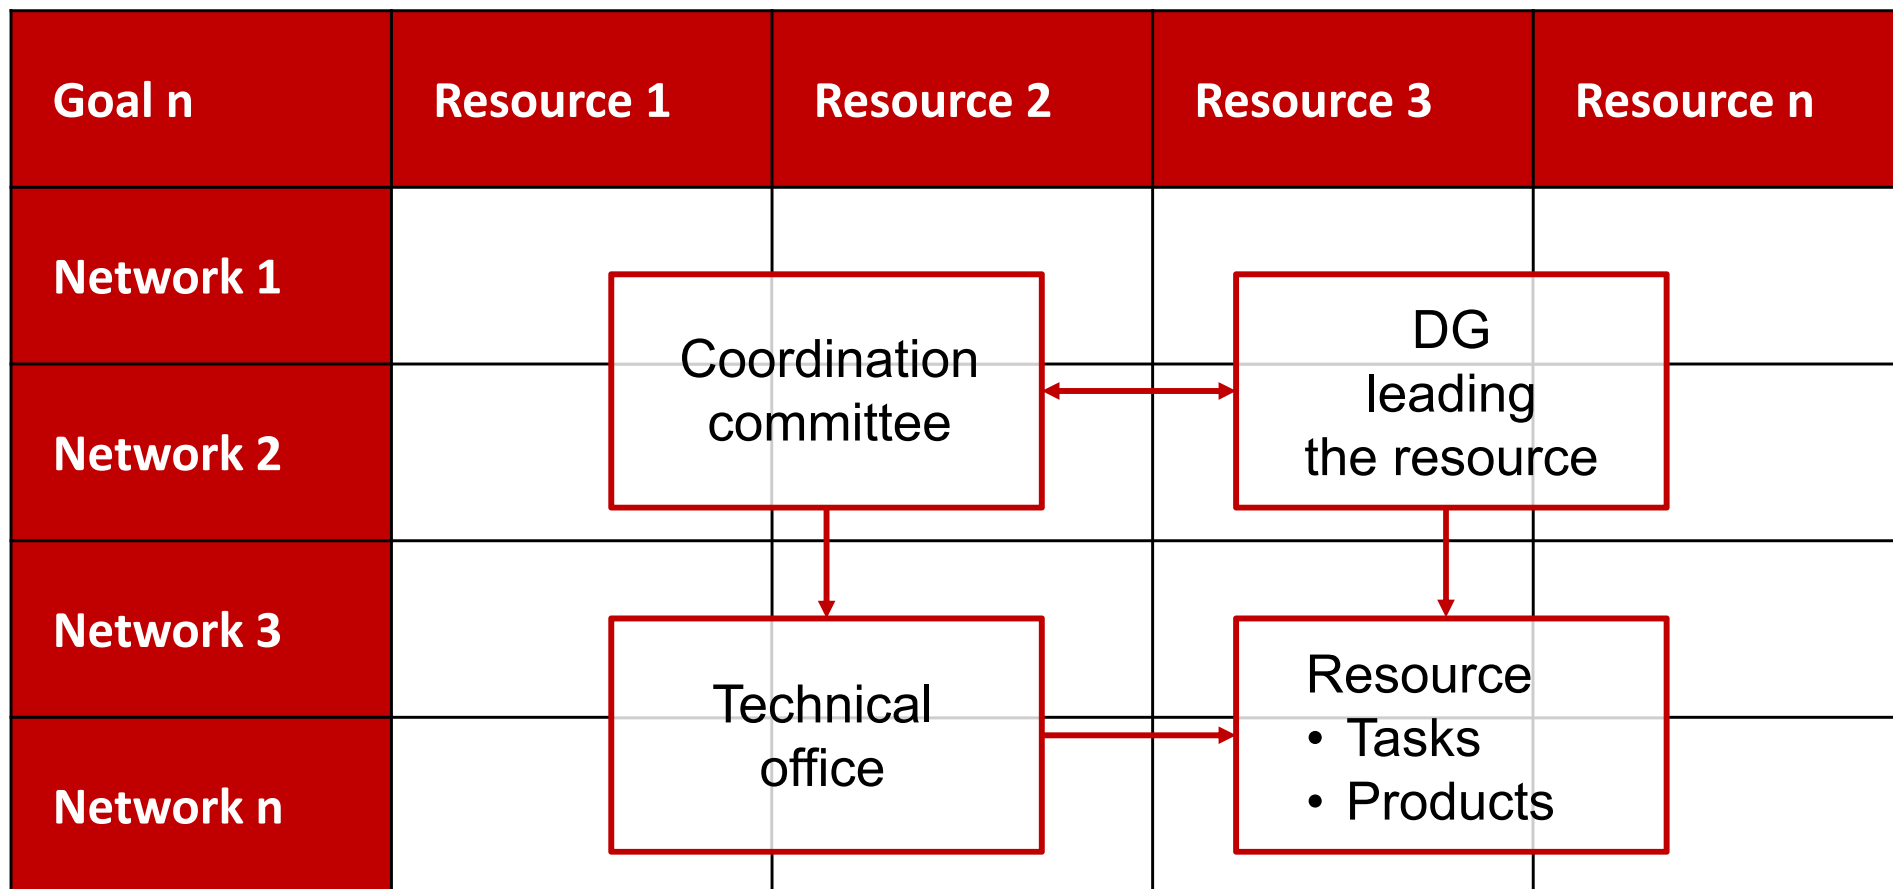 Goal n
Resource 1
Resource 2
Resource 3
Resource n
Network 1
Network 2
Network 3
Network n
Coordination
committee
DG
leading
the resource
Technical
office
Resource
• Tasks
• Products